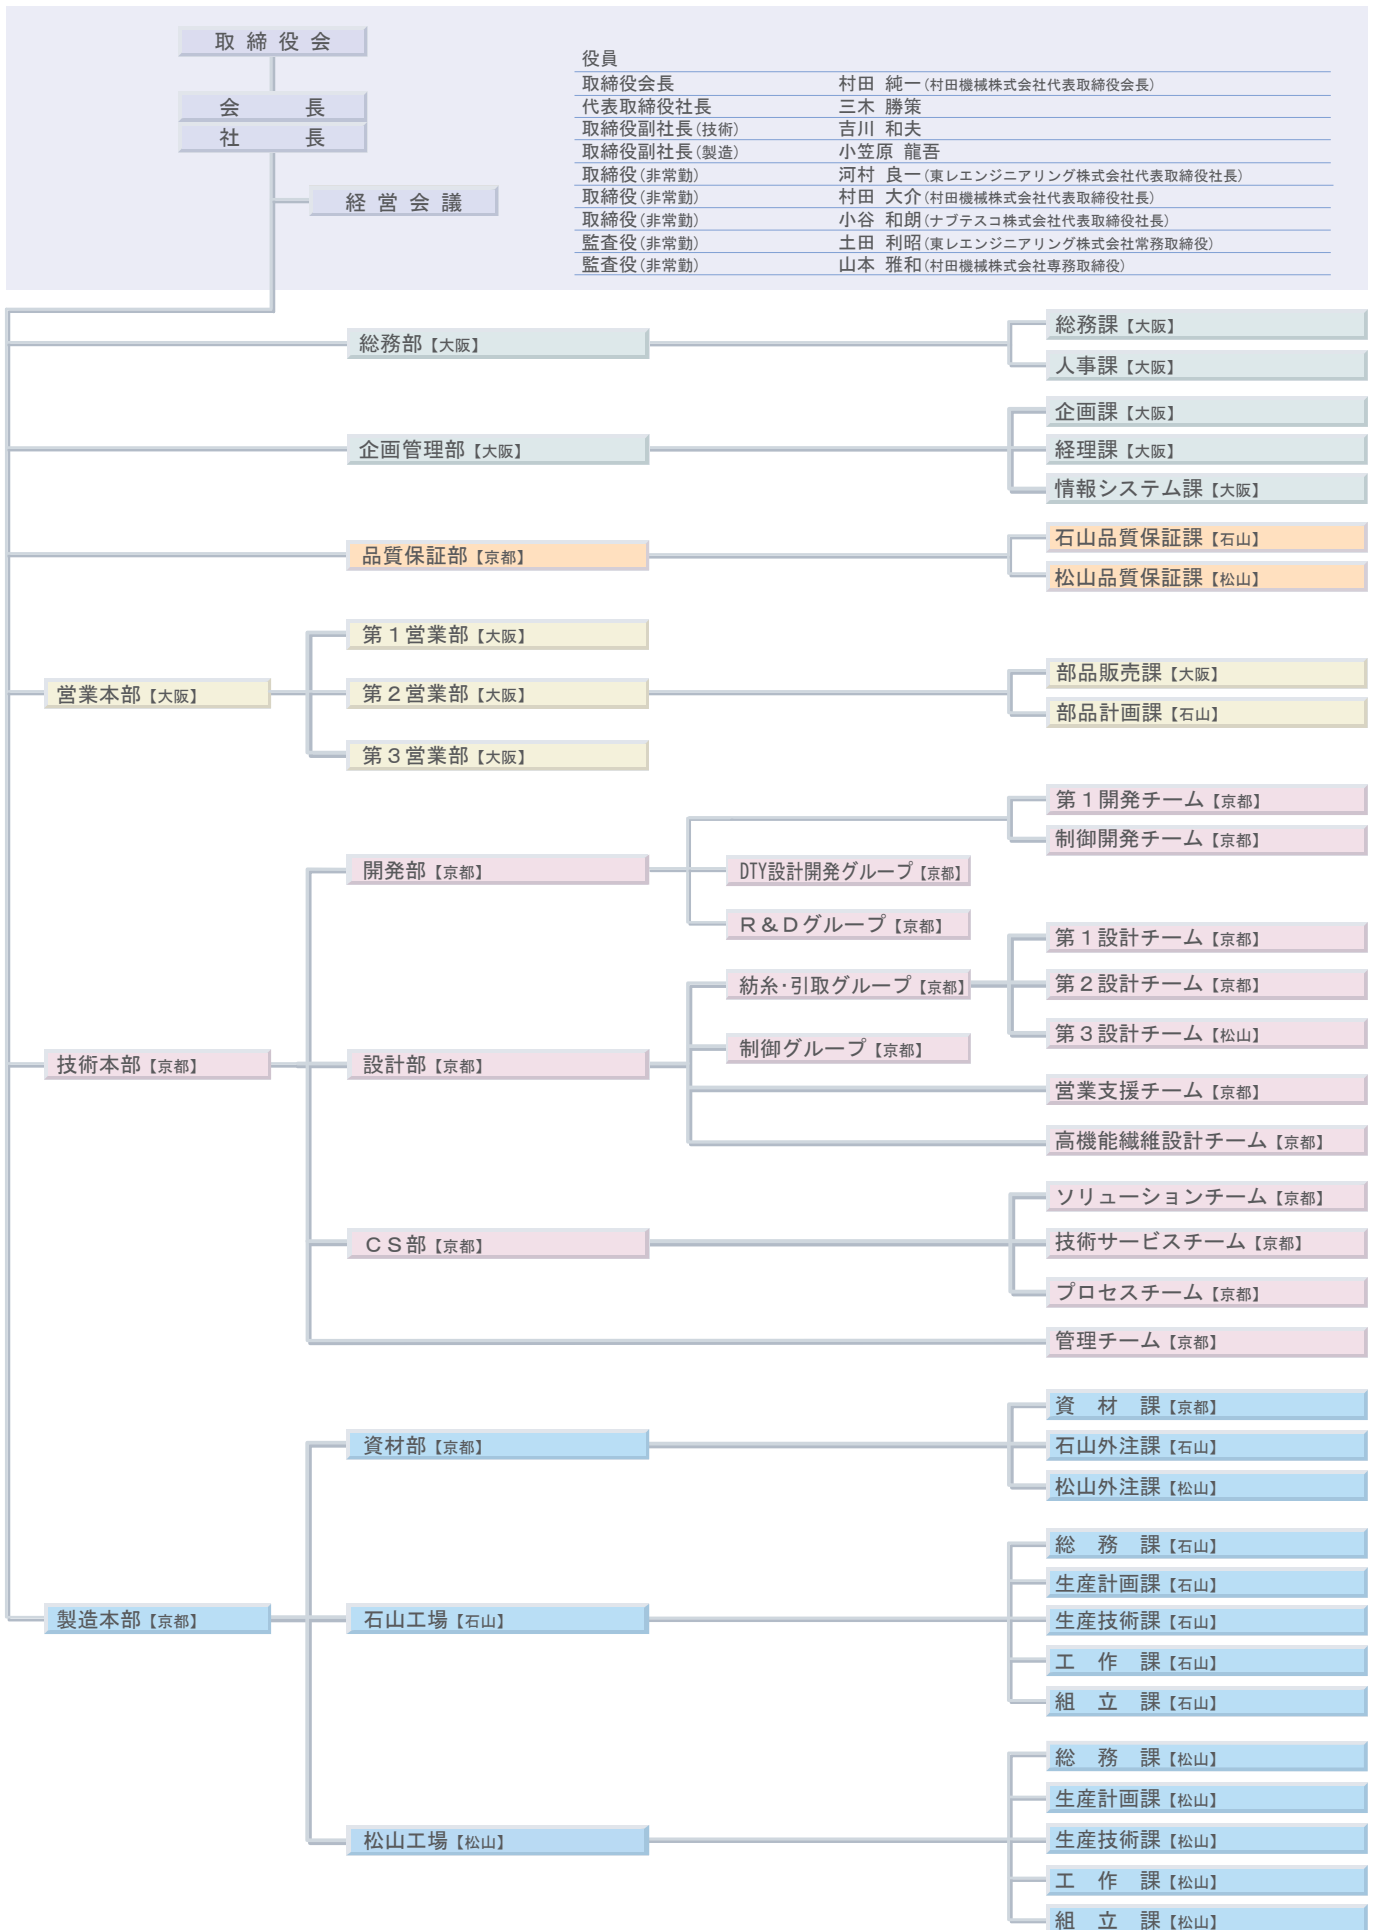 取締役会
会　長
社　長
経営会議
役員
取締役会長 村田 純一(村田機械株式会社代表取締役会長)
代表取締役社長 三木 勝策
取締役副社長(技術) 吉川 和夫
取締役副社長(製造) 小笠原 龍吾
取締役(非常勤) 河村 良一(東レエンジニアリング株式会社代表取締役社長)
取締役(非常勤) 村田 大介(村田機械株式会社代表取締役社長)
取締役(非常勤) 小谷 和朗(ナブテスコ株式会社代表取締役社長)
監査役(非常勤) 土田 利昭(東レエンジニアリング株式会社常務取締役)
監査役(非常勤) 山本 雅和(村田機械株式会社専務取締役)
総務部【大阪】
総務課【大阪】
人事課【大阪】
企画管理部【大阪】
企画課【大阪】
経理課【大阪】
情報システム課【大阪】
品質保証部【京都】
石山品質保証課【石山】
松山品質保証課【松山】
営業本部【大阪】
第１営業部【大阪】
第２営業部【大阪】
第３営業部【大阪】
部品販売課【大阪】
部品計画課【石山】
技術本部【京都】
開発部【京都】
第１開発チーム【京都】
制御開発チーム【京都】
DTY設計開発グループ【京都】
Ｒ＆Ｄグループ【京都】
設計部【京都】
紡糸･引取グループ【京都】
第１設計チーム【京都】
第２設計チーム【京都】
第３設計チーム【松山】
制御グループ【京都】
営業支援チーム【京都】
高機能繊維設計チーム【京都】
ＣＳ部【京都】
ソリューションチーム【京都】
技術サービスチーム【京都】
プロセスチーム【京都】
管理チーム【京都】
製造本部【京都】
資材部【京都】
資　材　課【京都】
石山外注課【石山】
松山外注課【松山】
石山工場【石山】
総　務　課【石山】
生産計画課【石山】
生産技術課【石山】
工　作　課【石山】
組　立　課【石山】
松山工場【松山】
総　務　課【松山】
生産計画課【松山】
生産技術課【松山】
工　作　課【松山】
組　立　課【松山】